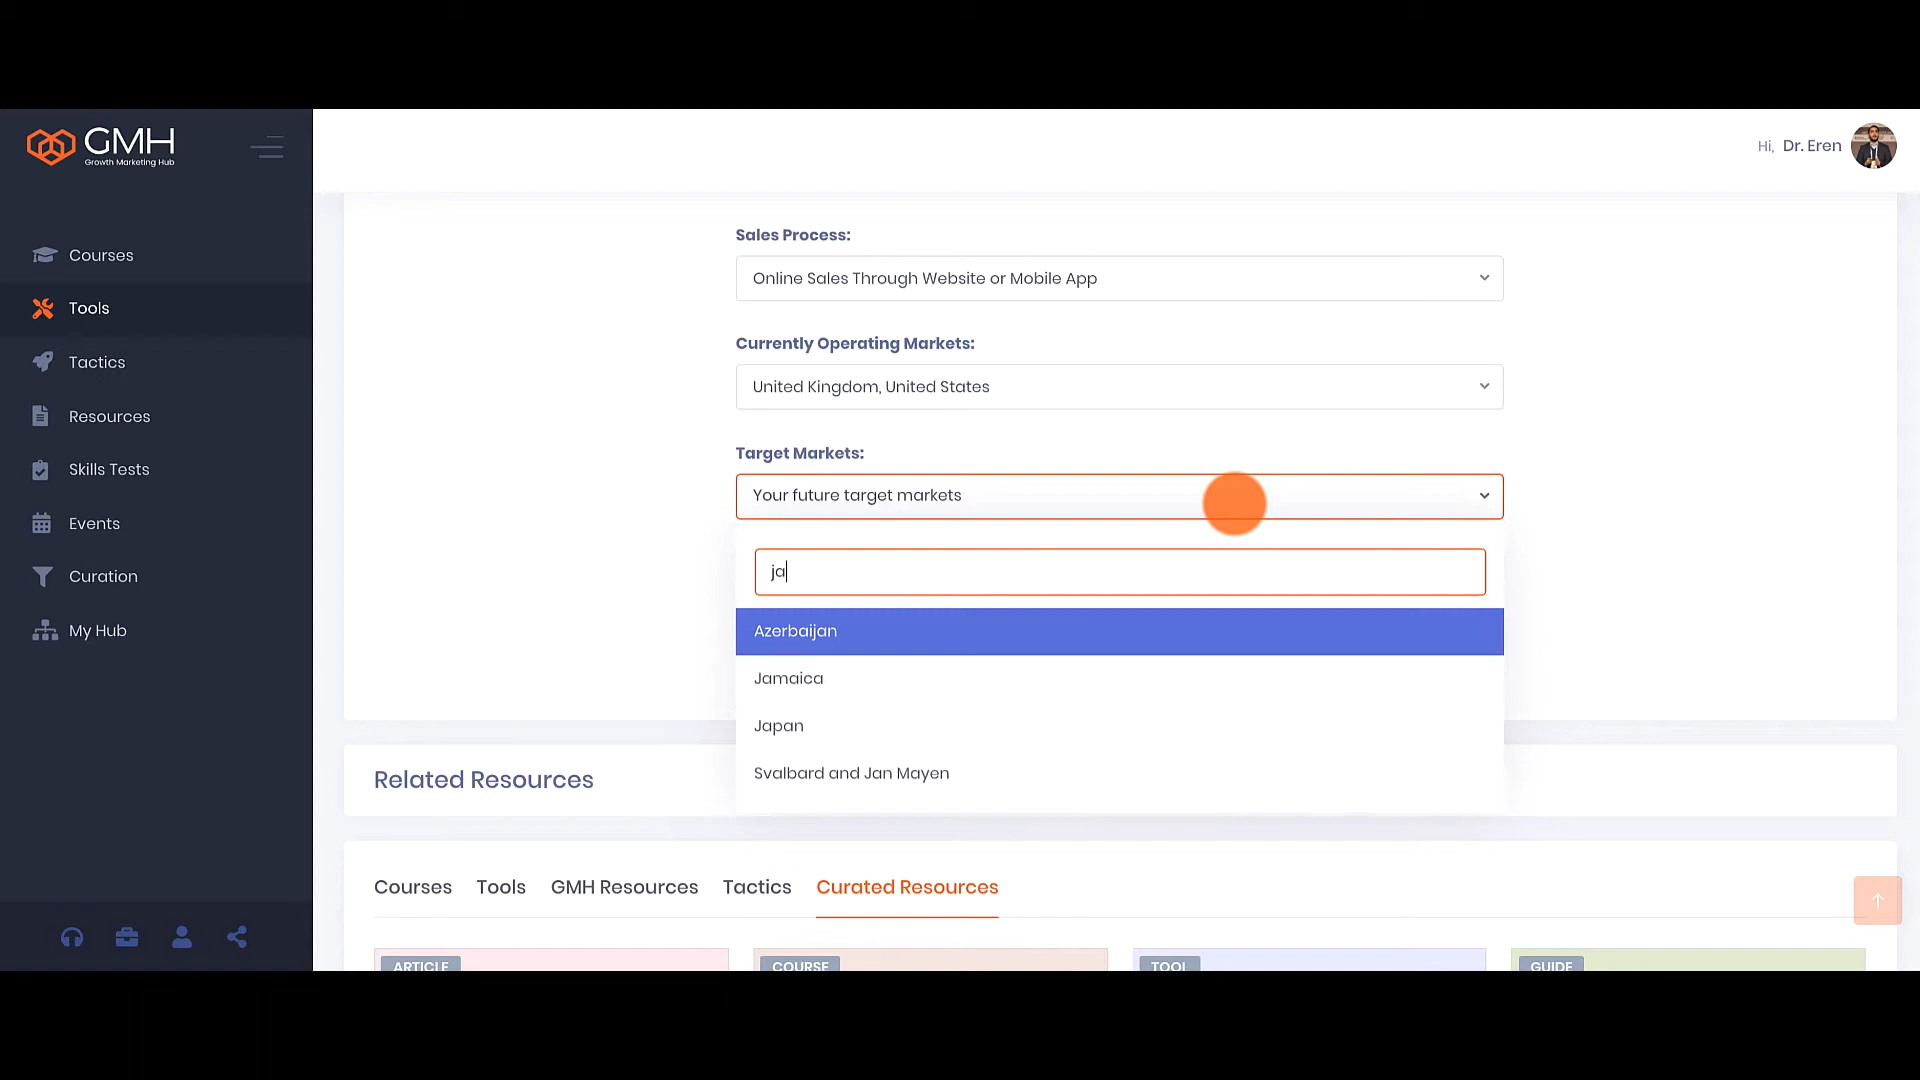 GMH
Growth Marketing Hub
Hi, Dr. Eren
Courses
Tools
Tactics
Resources
Skills Tests
Events
Curation
My Hub
Sales Process:
Online Sales Through Website or Mobile App
Currently Operating Markets:
United Kingdom, United States
Target Markets:
Your future target markets
ja
Azerbaijan
Jamaica
Japan
Svalbard and Jan Mayen
Related Resources
Courses Tools GMH Resources Tactics Curated Resources
ARTICLE COURSE TOOL GUIDE